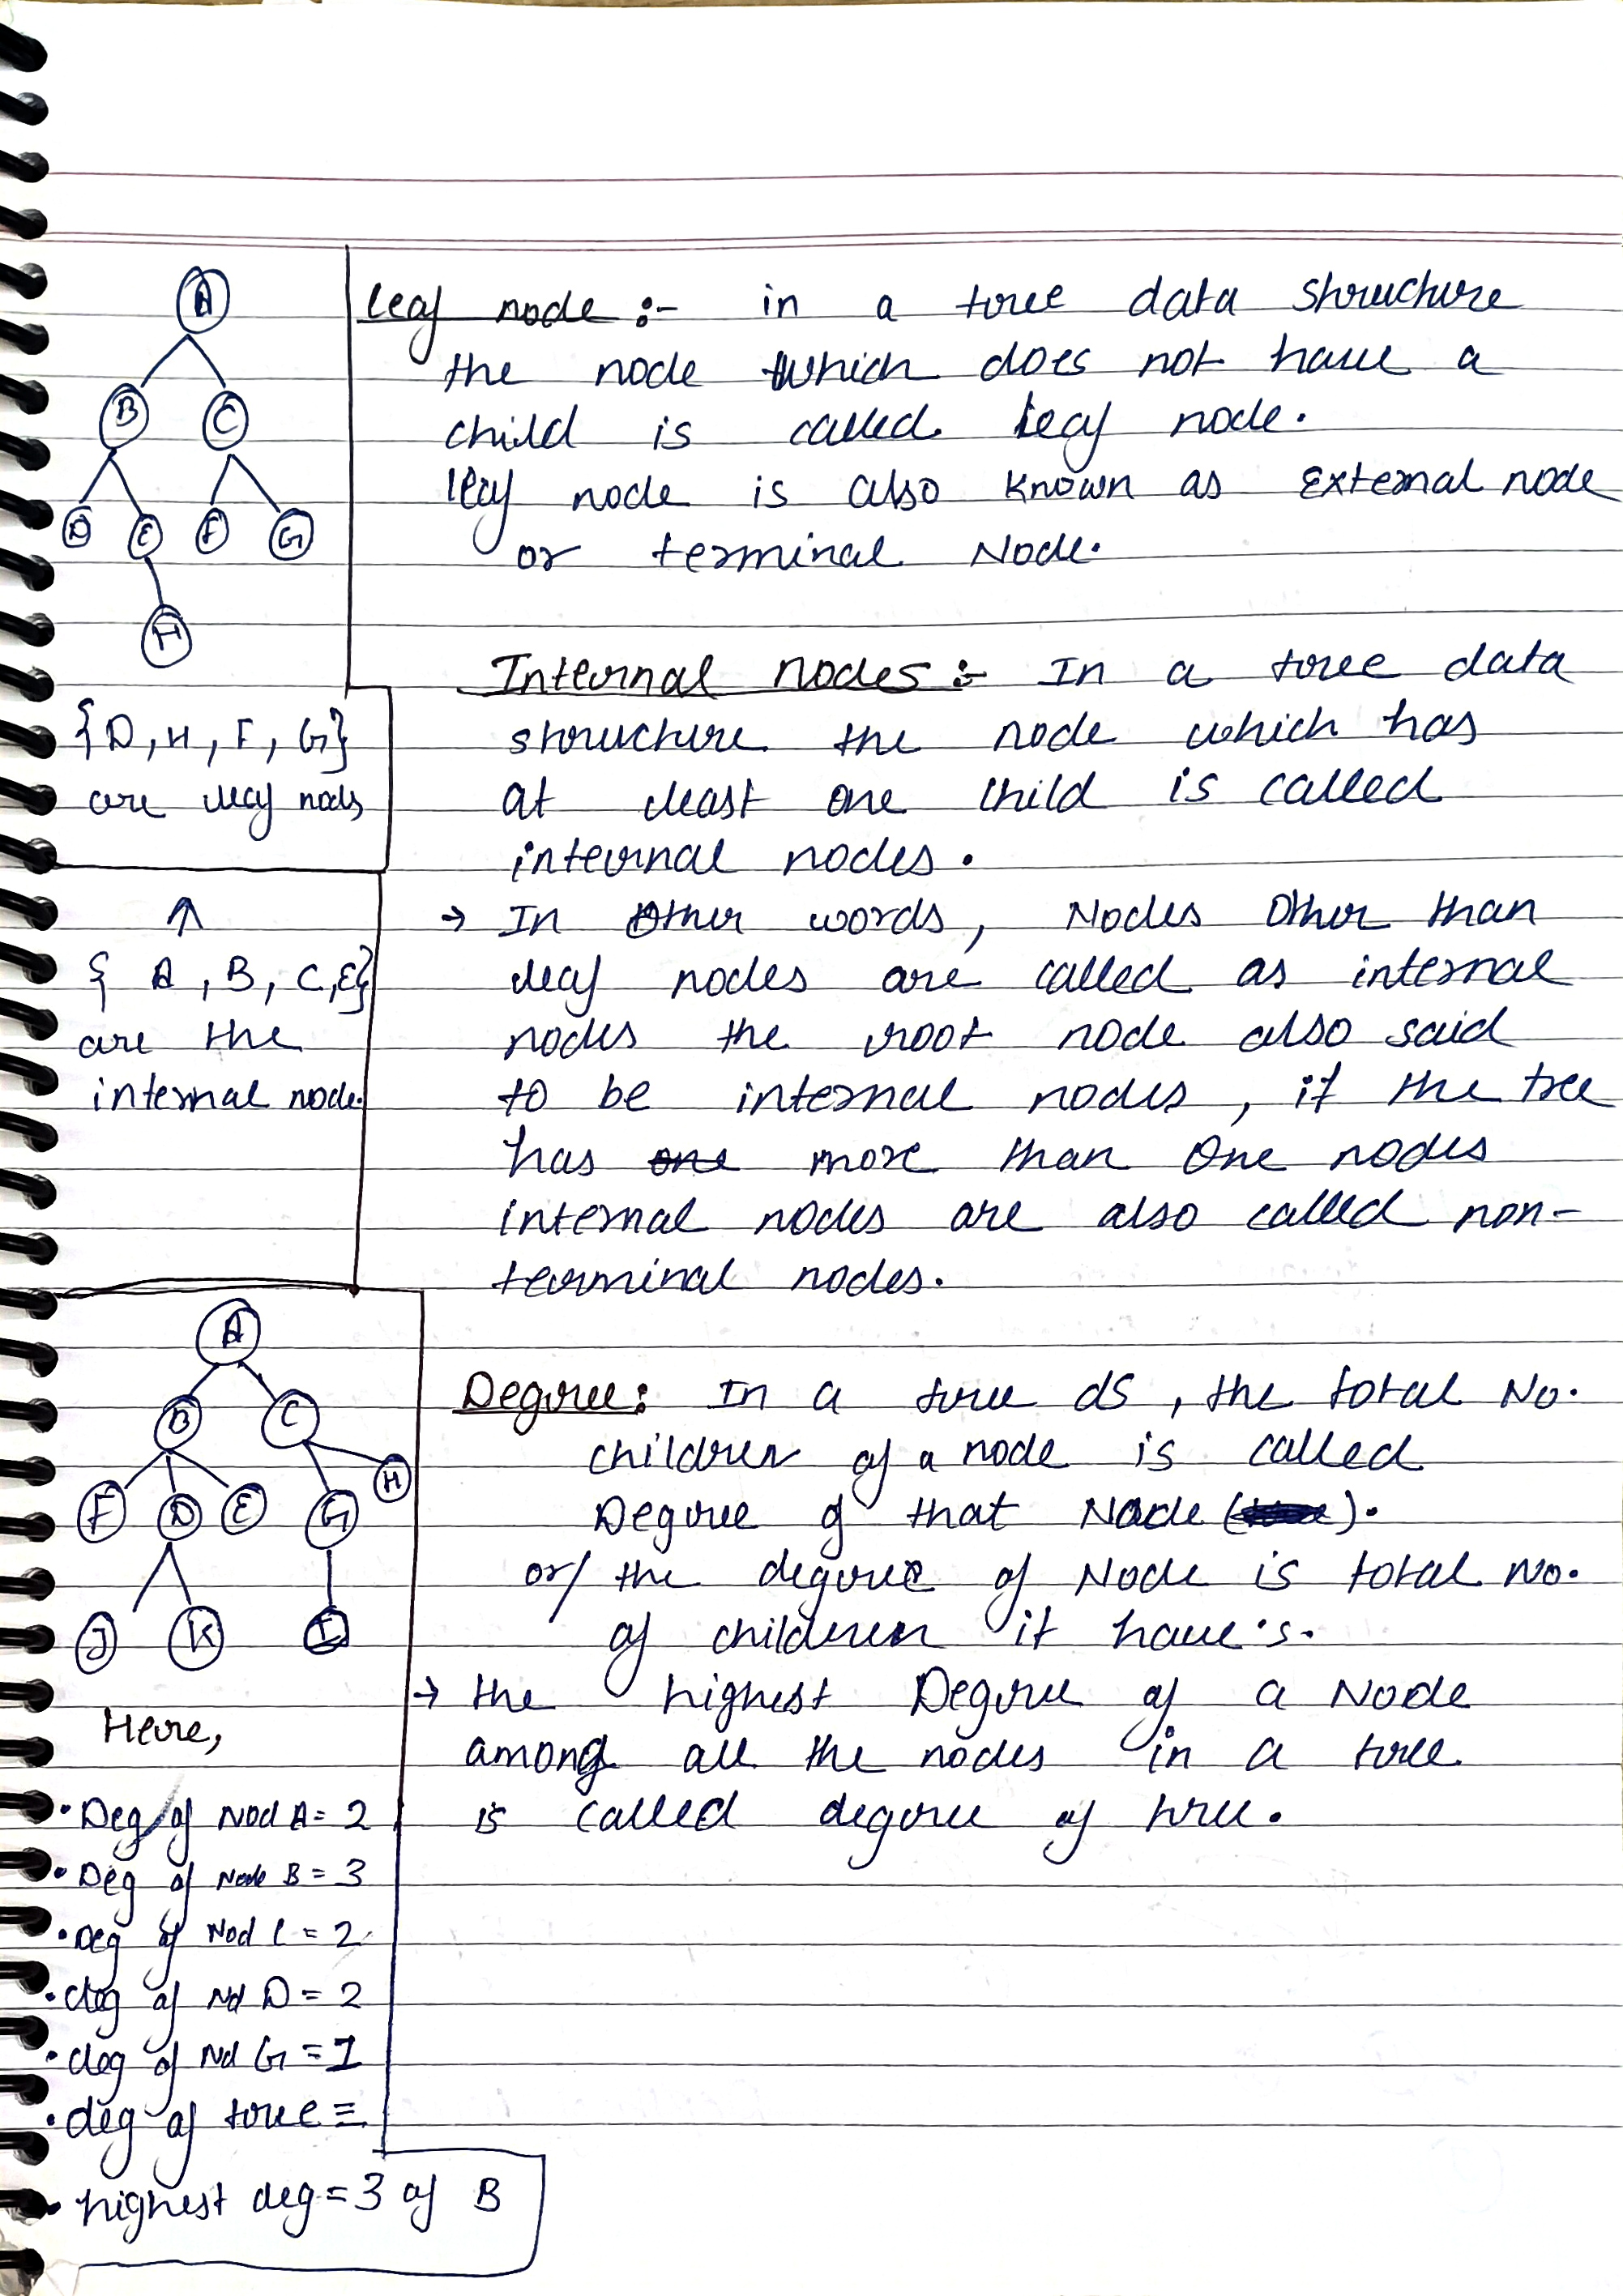 A
B C
D E F G
H
{D, H, F, G}
are leaf nods
↑
{ A, B, C, E}
are the
internal node.
leaf node :- in a tree data structure
the node which does not have a
child is called leaf node.
leaf node is also known as External node
or terminal Node.
Internal nodes :- In a tree data
structure the node which has
at least one child is called
internal nodes.
→ In Other words, Nodes Other than
leaf nodes are called as internal
nodes the root node also said
to be internal nodes, if the tree
has one more than One nodes
internal nodes are also called non-
terminal nodes.
A
B C
F D E G H
J K I
Here,
• Deg of Nod A = 2
• Deg of Node B = 3
• Deg of Nod C = 2
• deg of Nd D = 2
• deg of Nd G = 1
• deg of tree =
• highest deg = 3 of B
Degree: In a tree ds, the total No.
children of a node is called
Degree of that Node ( ).
or/ the degree of Node is total No.
of children it have's.
→ the highest Degree of a Node
among all the nodes in a tree
is called degree of tree.